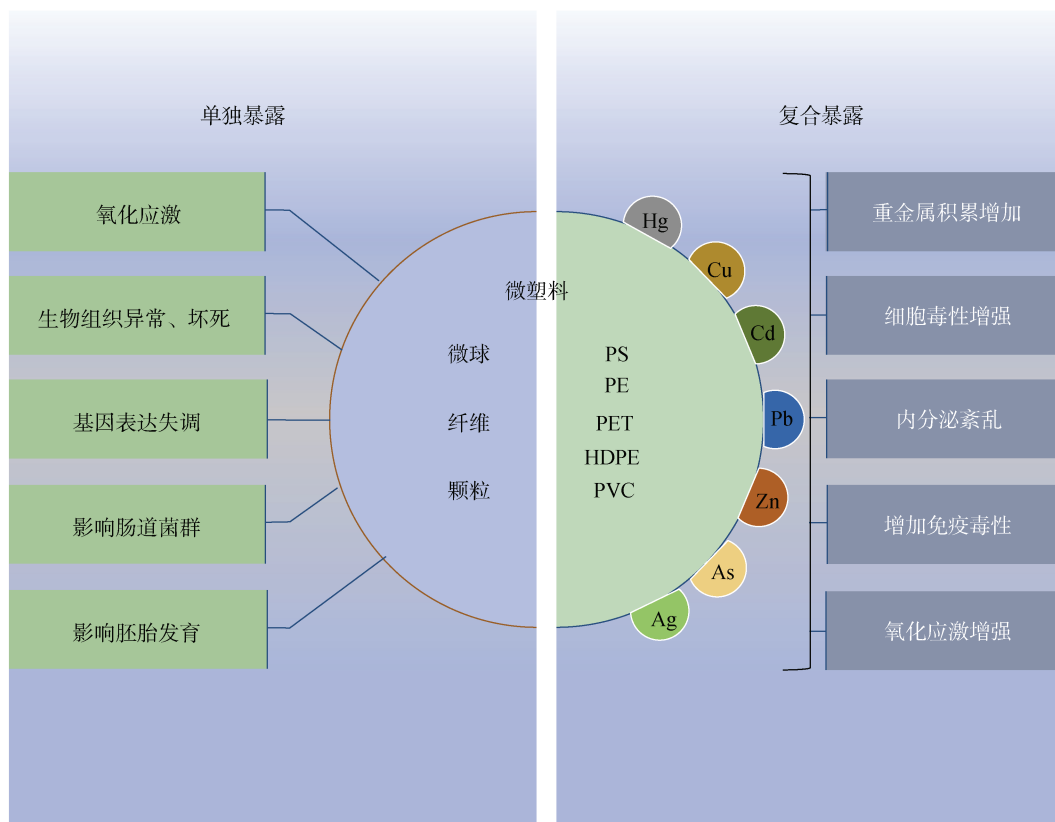 单独暴露
氧化应激
生物组织异常、坏死
基因表达失调
影响肠道菌群
影响胚胎发育
微塑料
微球
纤维
颗粒
复合暴露
PS
PE
PET
HDPE
PVC
Hg
Cu
Cd
Pb
Zn
As
Ag
重金属积累增加
细胞毒性增强
内分泌紊乱
增加免疫毒性
氧化应激增强